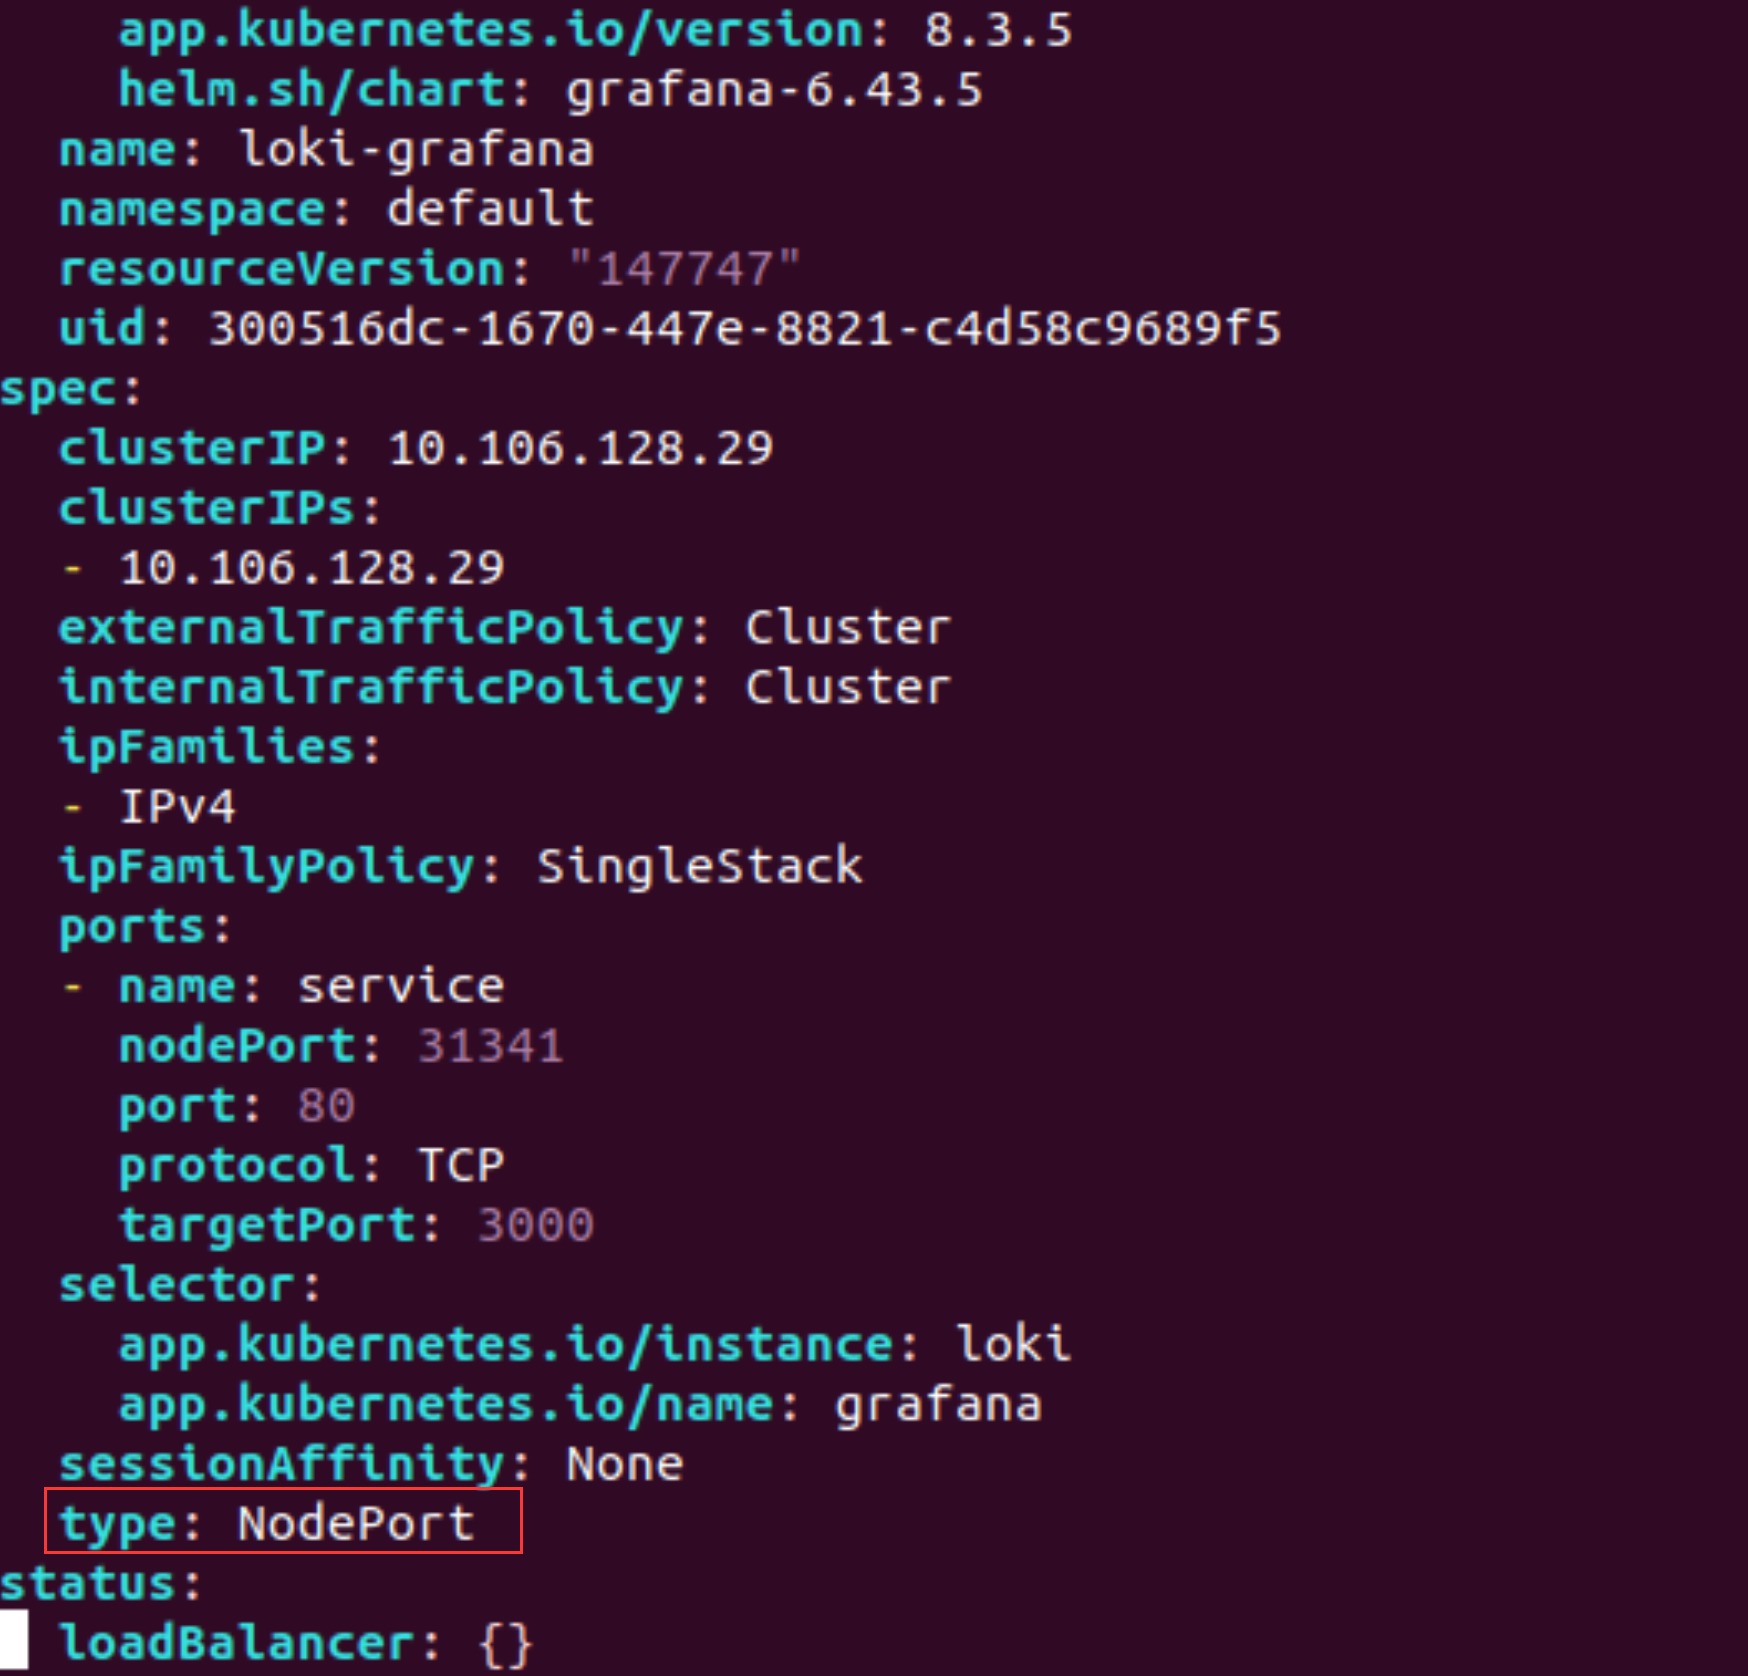 app.kubernetes.io/version: 8.3.5
helm.sh/chart: grafana-6.43.5
name: loki-grafana
namespace: default
resourceVersion: "147747"
uid: 300516dc-1670-447e-8821-c4d58c9689f5
spec:
clusterIP: 10.106.128.29
clusterIPs:
- 10.106.128.29
externalTrafficPolicy: Cluster
internalTrafficPolicy: Cluster
ipFamilies:
- IPv4
ipFamilyPolicy: SingleStack
ports:
- name: service
nodePort: 31341
port: 80
protocol: TCP
targetPort: 3000
selector:
app.kubernetes.io/instance: loki
app.kubernetes.io/name: grafana
sessionAffinity: None
type: NodePort
status:
loadBalancer: {}